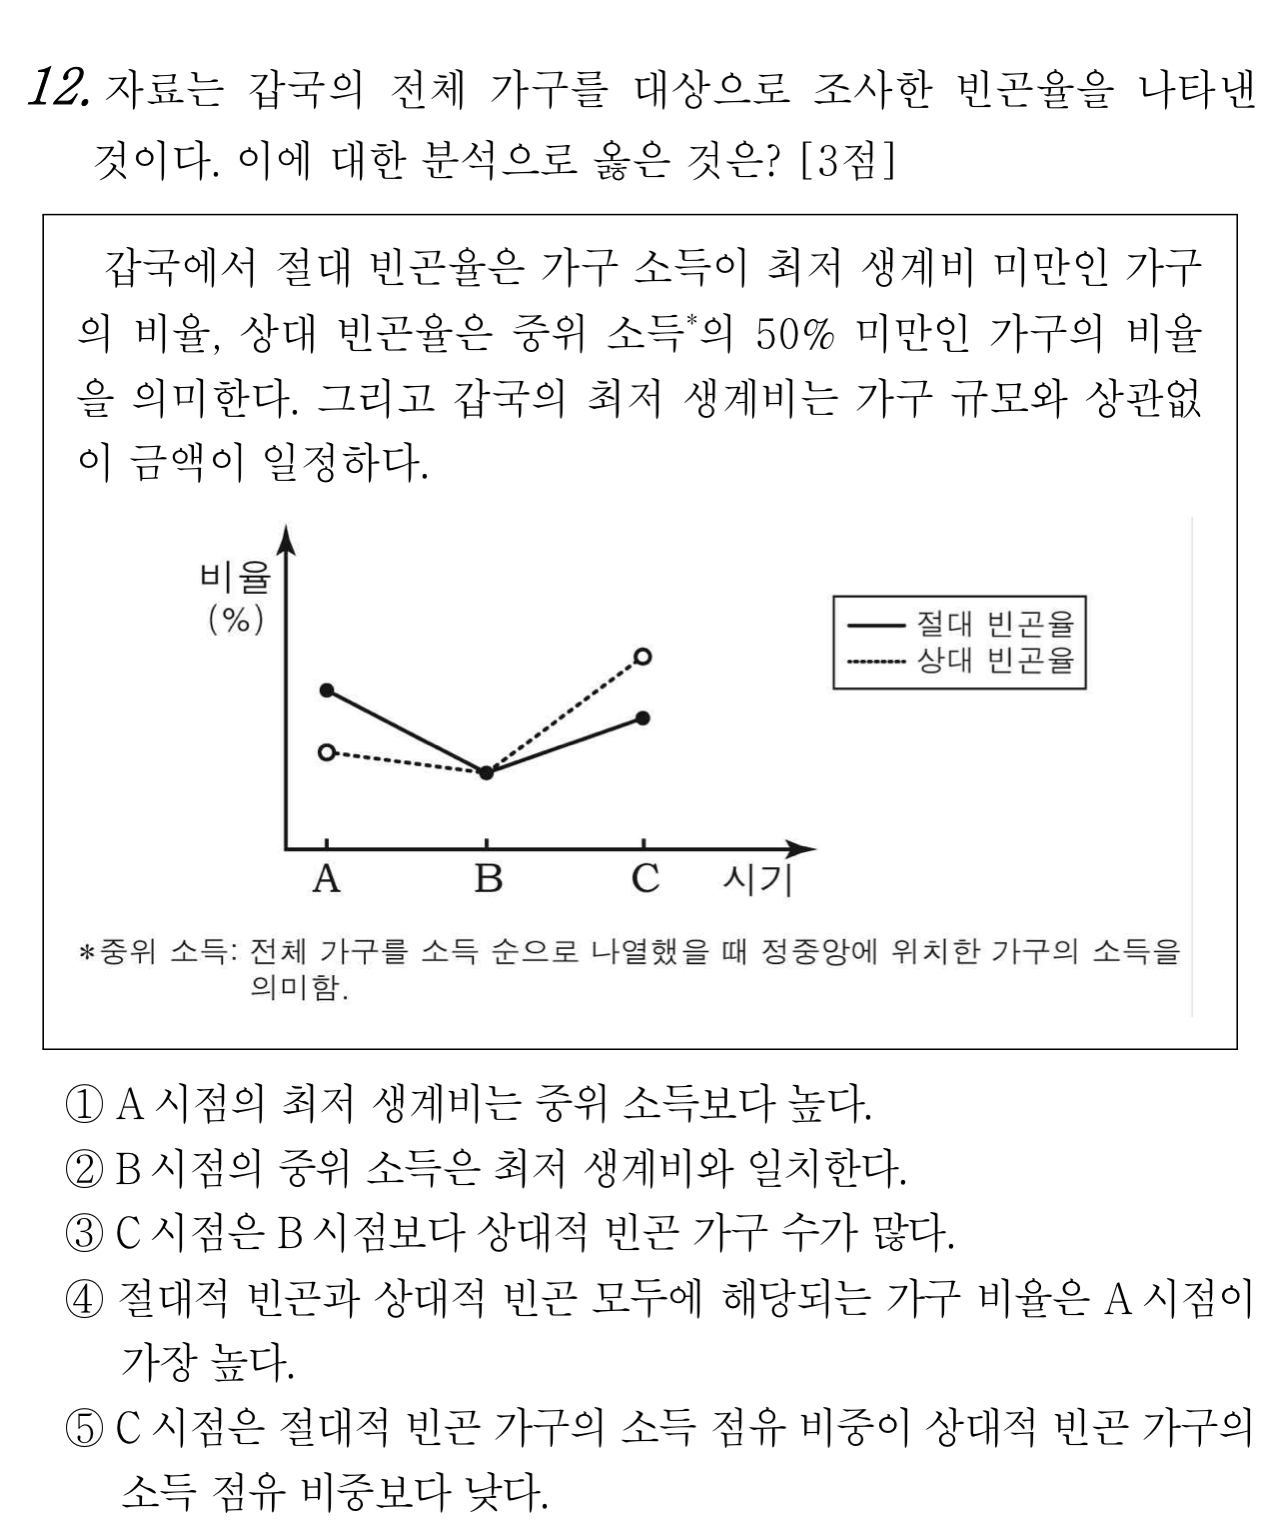 12. 자료는 갑국의 전체 가구를 대상으로 조사한 빈곤율을 나타낸
것이다. 이에 대한 분석으로 옳은 것은? [3점]
갑국에서 절대 빈곤율은 가구 소득이 최저 생계비 미만인 가구
의 비율, 상대 빈곤율은 중위 소득*의 50% 미만인 가구의 비율
을 의미한다. 그리고 갑국의 최저 생계비는 가구 규모와 상관없
이 금액이 일정하다.
비율
(%)
절대 빈곤율
상대 빈곤율
A B C 시기
*중위 소득: 전체 가구를 소득 순으로 나열했을 때 정중앙에 위치한 가구의 소득을
의미함.
① A 시점의 최저 생계비는 중위 소득보다 높다.
② B 시점의 중위 소득은 최저 생계비와 일치한다.
③ C 시점은 B 시점보다 상대적 빈곤 가구 수가 많다.
④ 절대적 빈곤과 상대적 빈곤 모두에 해당되는 가구 비율은 A 시점이
가장 높다.
⑤ C 시점은 절대적 빈곤 가구의 소득 점유 비중이 상대적 빈곤 가구의
소득 점유 비중보다 낮다.